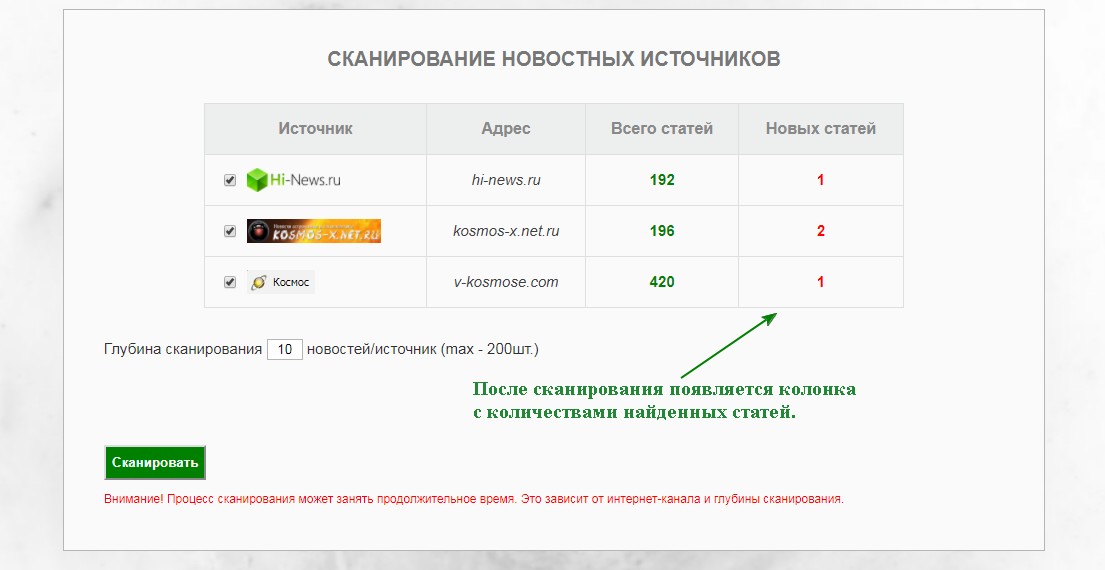 СКАНИРОВАНИЕ НОВОСТНЫХ ИСТОЧНИКОВ
Источник Адрес Всего статей Новых статей
Hi-News.ru hi-news.ru 192 1
KOSMOS-X.NET.RU kosmos-x.net.ru 196 2
Космос v-kosmose.com 420 1
Глубина сканирования 10 новостей/источник (max - 200шт.)
После сканирования появляется колонка
с количествами найденных статей.
Сканировать
Внимание! Процесс сканирования может занять продолжительное время. Это зависит от интернет-канала и глубины сканирования.